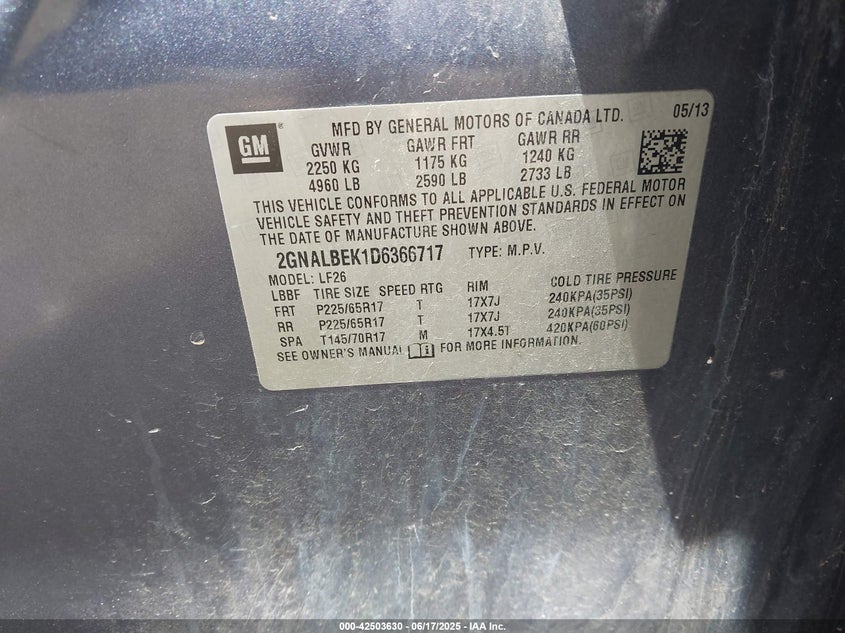 GM
MFD BY GENERAL MOTORS OF CANADA LTD. 05/13
GVWR GAWR FRT GAWR RR
2250 KG 1175 KG 1240 KG
4960 LB 2590 LB 2733 LB
THIS VEHICLE CONFORMS TO ALL APPLICABLE U.S. FEDERAL MOTOR
VEHICLE SAFETY AND THEFT PREVENTION STANDARDS IN EFFECT ON
THE DATE OF MANUFACTURE SHOWN ABOVE.
2GNALBEK1D6366717 TYPE: M.P.V.
MODEL: LF26
LBBF TIRE SIZE SPEED RTG RIM COLD TIRE PRESSURE
FRT P225/65R17 T 17X7J 240KPA(35PSI)
RR P225/65R17 T 17X7J 240KPA(35PSI)
SPA T145/70R17 M 17X4.5T 420KPA(60PSI)
SEE OWNER'S MANUAL FOR MORE INFORMATION.
000-42503630 - 06/17/2025 - IAA Inc.